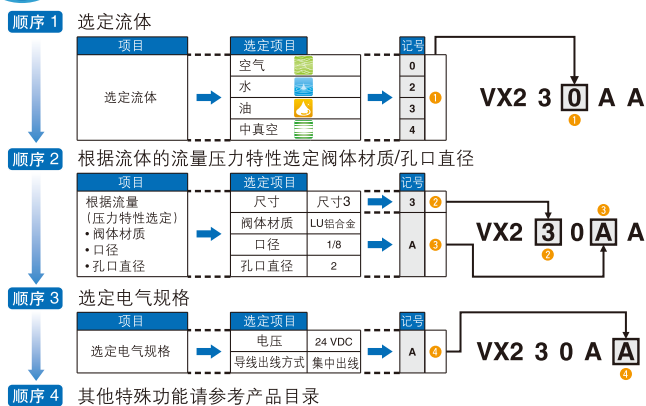 顺序 1 选定流体
项目 选定项目 记号
选定流体
空气 0
水 2
油 3
中真空 4
❶
VX2 3 0 A A
❶
顺序 2 根据流体的流量压力特性选定阀体材质/孔口直径
项目 选定项目 记号
根据流量
(压力特性选定)
• 阀体材质
• 口径
• 孔口直径
尺寸 尺寸3 3 ❷
阀体材质 LU铝合金
口径 1/8
孔口直径 2
A ❸
❸
VX2 3 0 A A
❷
顺序 3 选定电气规格
项目 选定项目 记号
选定电气规格
电压 24 VDC
导线出线方式 集中出线
A ❹
VX2 3 0 A A
❹
顺序 4 其他特殊功能请参考产品目录